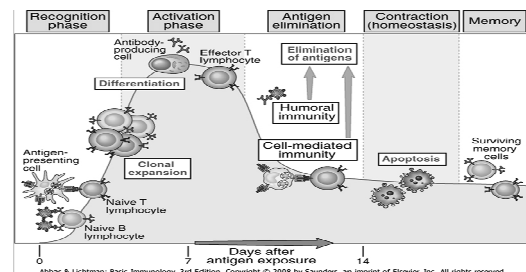 Recognition
phase
Activation
phase
Antigen
elimination
Contraction
(homeostasis)
Memory
Antibody-
producing
cell
Effector T
lymphocyte
Elimination
of antigens
Differentiation
Humoral
immunity
Cell-mediated
immunity
Surviving
memory
cells
Antigen-
presenting
cell
Clonal
expansion
Apoptosis
Naive T
lymphocyte
Naive B
lymphocyte
0
7
Days after
antigen exposure
14
Abbas & Lichtman: Basic Immunology, 3rd Edition. Copyright © 2008 by Saunders, an imprint of Elsevier, Inc. All rights reserved.